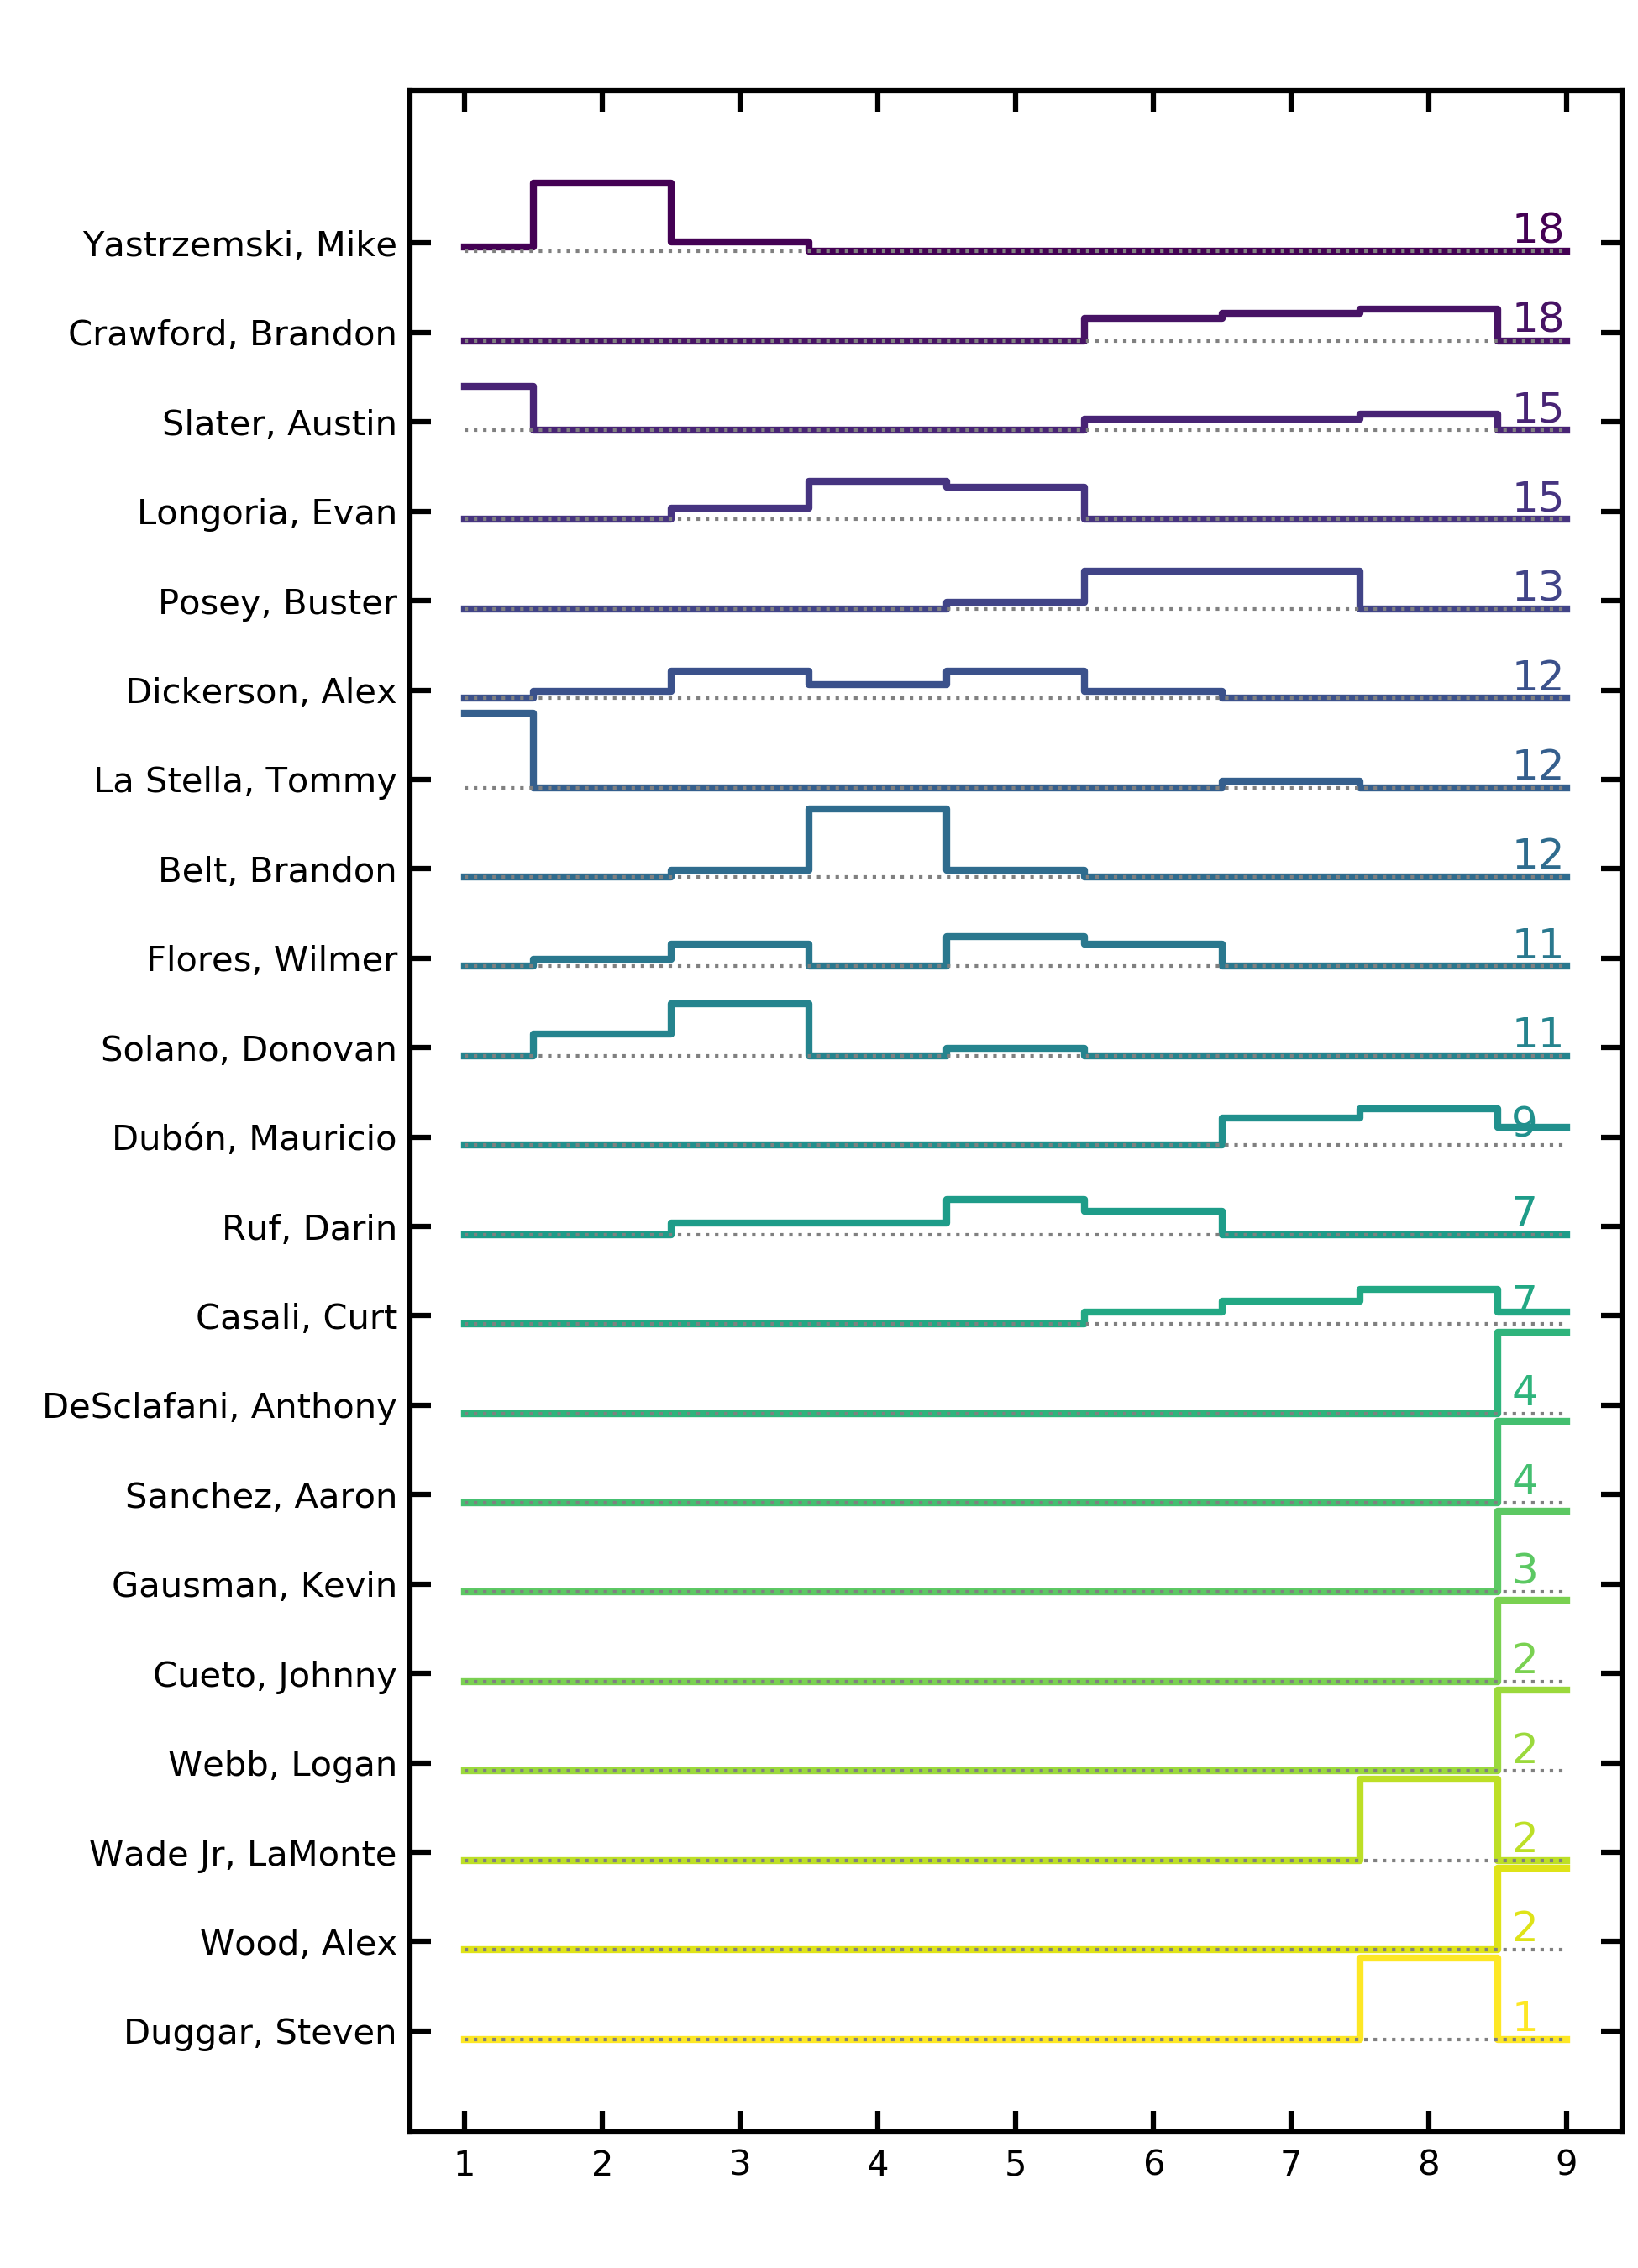 Yastrzemski, Mike 18
Crawford, Brandon 18
Slater, Austin 15
Longoria, Evan 15
Posey, Buster 13
Dickerson, Alex 12
La Stella, Tommy 12
Belt, Brandon 12
Flores, Wilmer 11
Solano, Donovan 11
Dubón, Mauricio 9
Ruf, Darin 7
Casali, Curt 7
DeSclafani, Anthony 4
Sanchez, Aaron 4
Gausman, Kevin 3
Cueto, Johnny 2
Webb, Logan 2
Wade Jr, LaMonte 2
Wood, Alex 2
Duggar, Steven 1
1 2 3 4 5 6 7 8 9